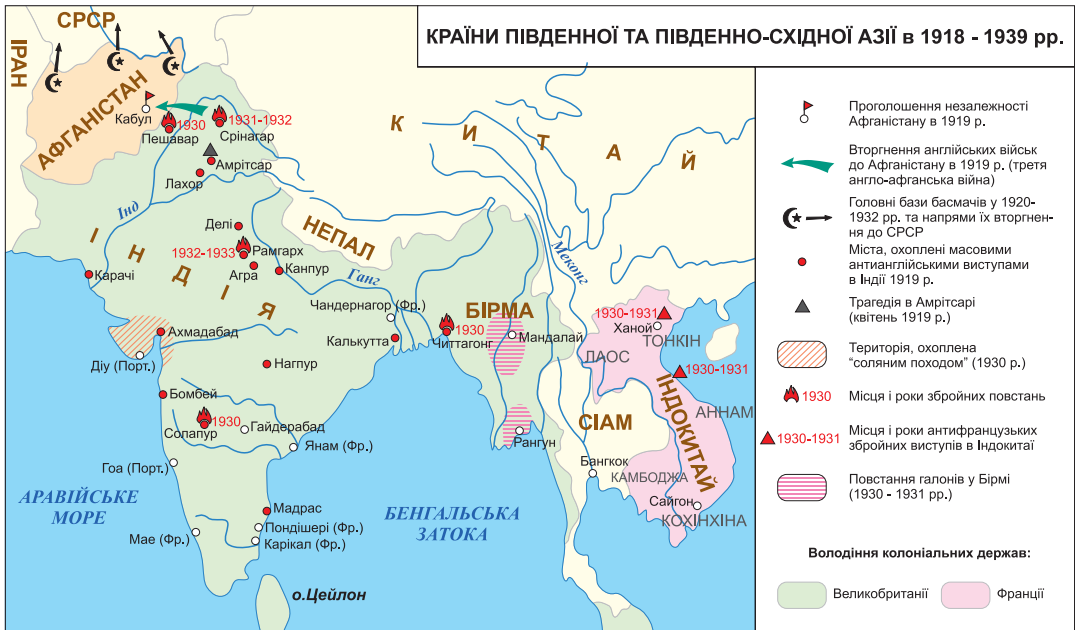 КРАЇНИ ПІВДЕННОЇ ТА ПІВДЕННО-СХІДНОЇ АЗІЇ в 1918 - 1939 рр.
СРСР
ІРАН
АФГАНІСТАН
Кабул
1930
Пешавар
1931-1932
Срінагар
Амрітсар
Лахор
Інд
КИТАЙ
НЕПАЛ
Делі
1932-1933
Рамгарх
Агра
Канпур
Ганг
Меконг
ІНДІЯ
Карачі
Чандернагор (Фр.)
БІРМА
1930
Читтагонг
Калькутта
Мандалай
Ахмадабад
Діу (Порт.)
Нагпур
Бомбей
1930
Солапур
Гайдерабад
Янам (Фр.)
Гоа (Порт.)
Рангун
1930-1931
Ханой
ТОНКІН
ЛАОС
1930-1931
ІНДОКИТАЙ
АННАМ
СІАМ
Бангкок
КАМБОДЖА
Сайгон
КОХІНХІНА
АРАВІЙСЬКЕ
МОРЕ
БЕНГАЛЬСЬКА
ЗАТОКА
Мадрас
Пондішері (Фр.)
Карікал (Фр.)
Мае (Фр.)
о.Цейлон
Проголошення незалежності
Афганістану в 1919 р.
Вторгнення англійських військ
до Афганістану в 1919 р. (третя
англо-афганська війна)
Головні бази басмачів у 1920-
1932 рр. та напрями їх вторгнен-
ня до СРСР
Міста, охоплені масовими
антианглійськими виступами
в Індії 1919 р.
Трагедія в Амрітсарі
(квітень 1919 р.)
Територія, охоплена
“соляним походом” (1930 р.)
1930 Місця і роки збройних повстань
1930-1931 Місця і роки антифранцузьких
збройних виступів в Індокитаї
Повстання галонів у Бірмі
(1930 - 1931 рр.)
Володіння колоніальних держав:
Великобританії
Франції